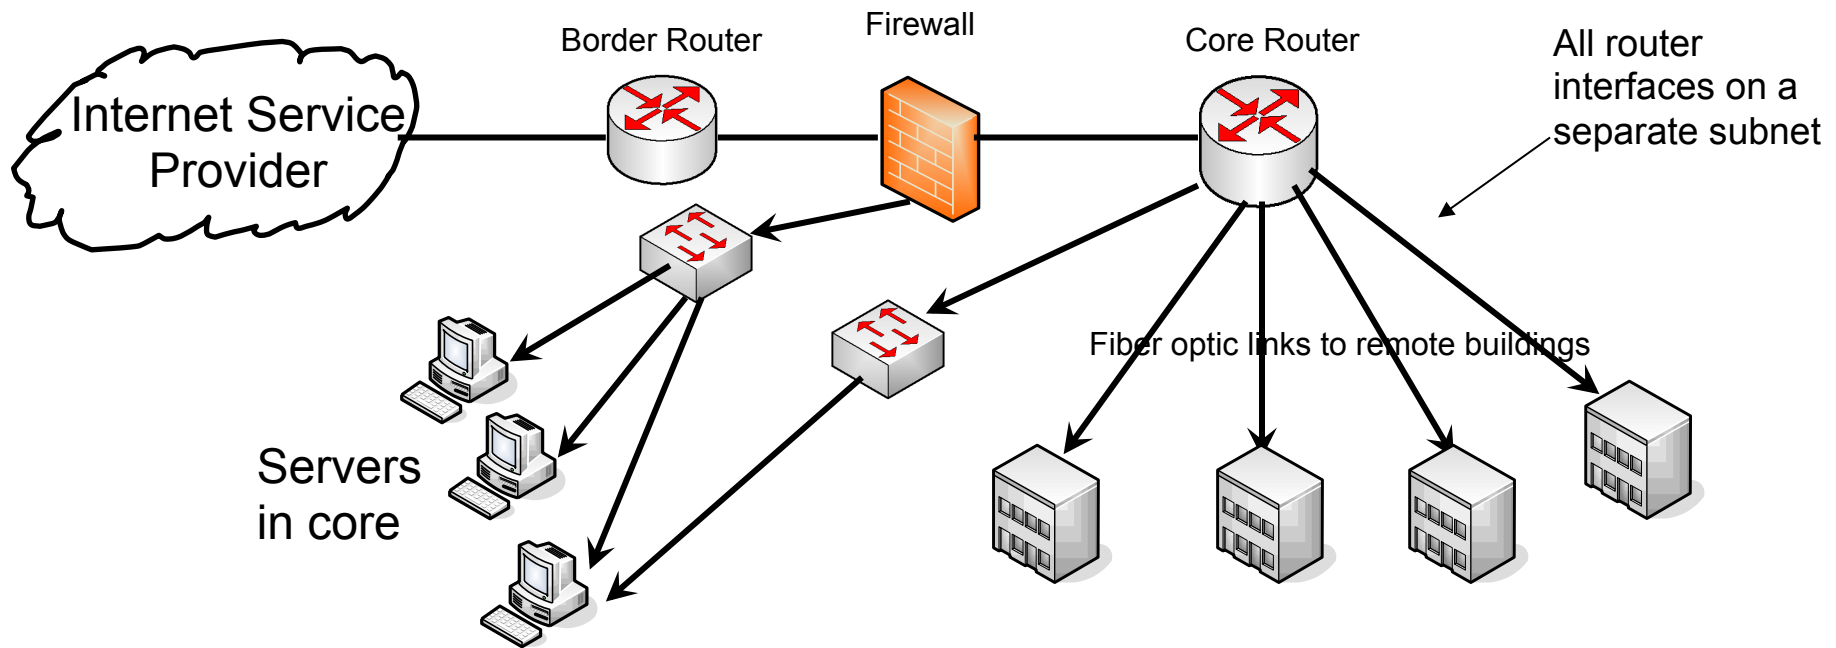 Internet Service
Provider
Border Router
Firewall
Core Router
All router
interfaces on a
separate subnet
Fiber optic links to remote buildings
Servers
in core